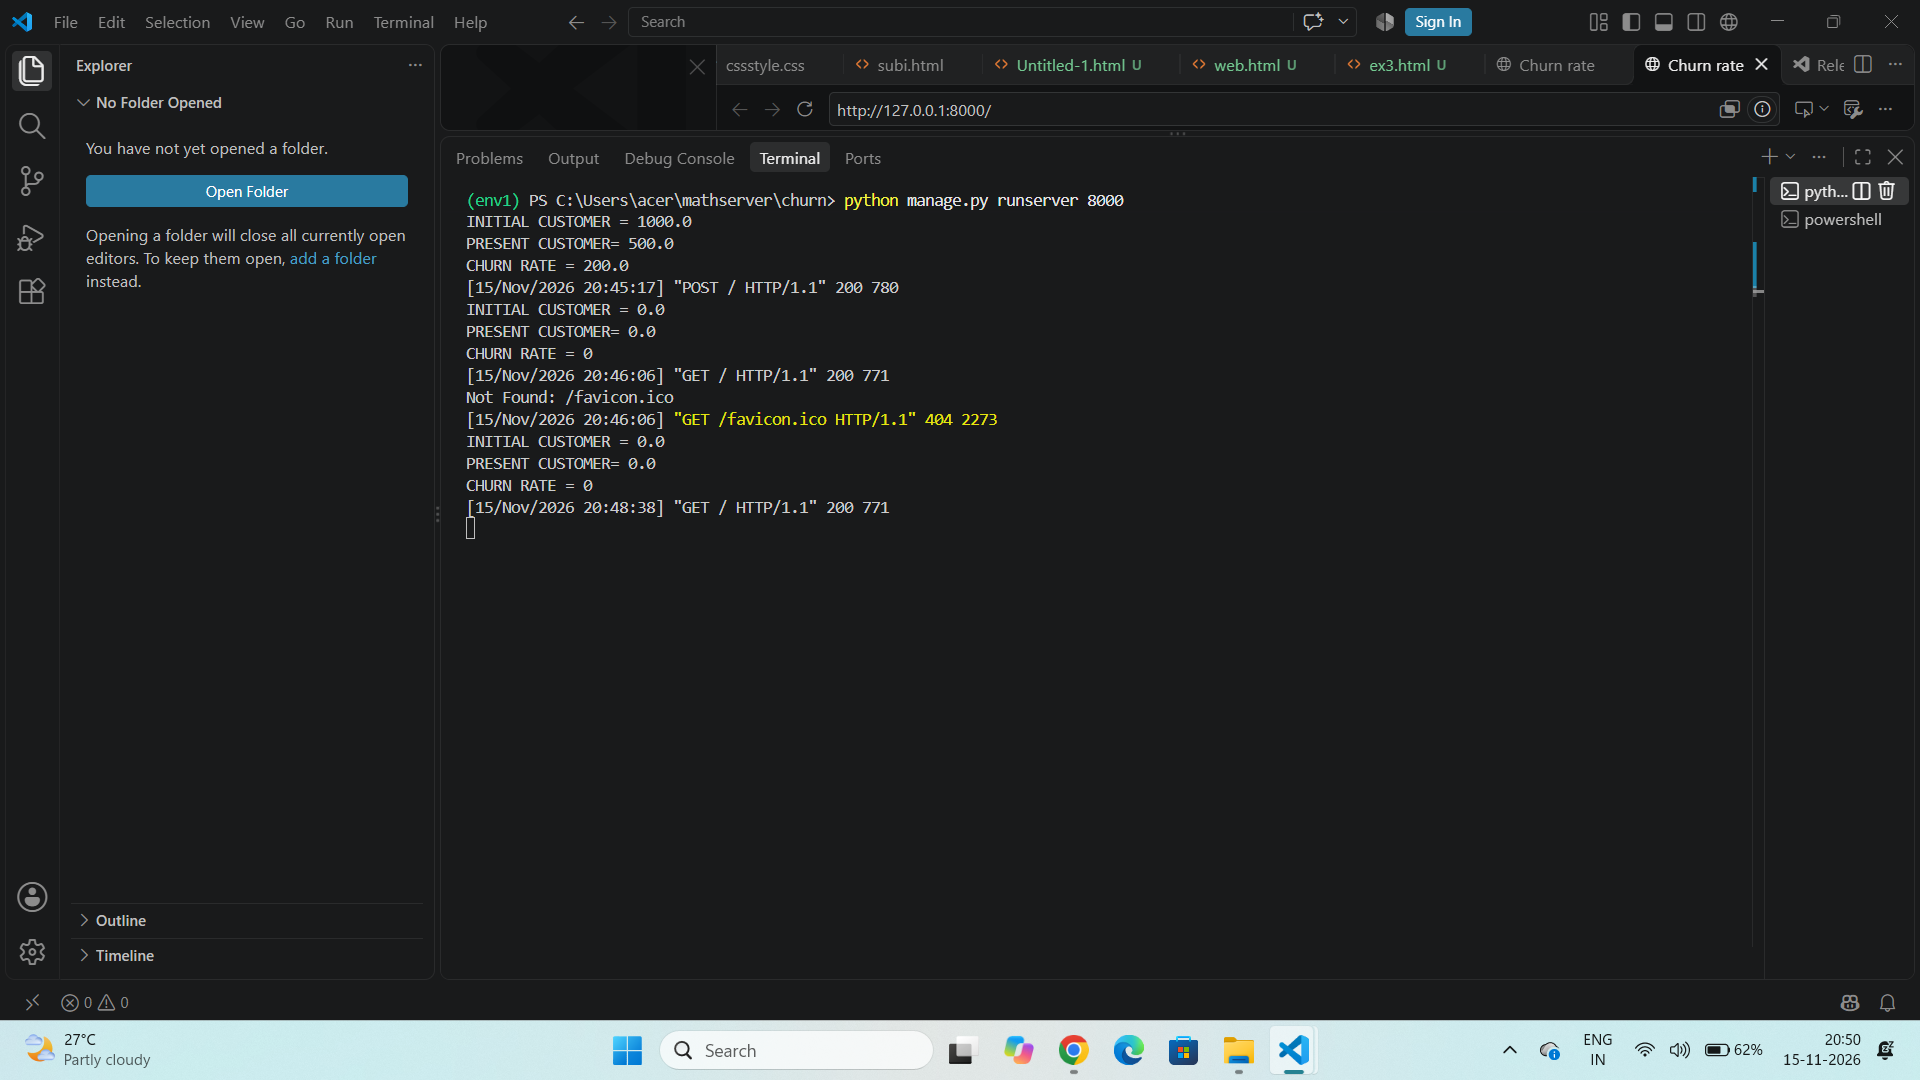 File Edit Selection View Go Run Terminal Help
Search
Sign In
Explorer
No Folder Opened
You have not yet opened a folder.
Open Folder
Opening a folder will close all currently open
editors. To keep them open, add a folder
instead.
Outline
Timeline
cssstyle.css
subi.html
Untitled-1.html U
web.html U
ex3.html U
Churn rate
Churn rate
Rele
http://127.0.0.1:8000/
Problems Output Debug Console Terminal Ports
(env1) PS C:\Users\acer\mathserver\churn> python manage.py runserver 8000
INITIAL CUSTOMER = 1000.0
PRESENT CUSTOMER= 500.0
CHURN RATE = 200.0
[15/Nov/2026 20:45:17] "POST / HTTP/1.1" 200 780
INITIAL CUSTOMER = 0.0
PRESENT CUSTOMER= 0.0
CHURN RATE = 0
[15/Nov/2026 20:46:06] "GET / HTTP/1.1" 200 771
Not Found: /favicon.ico
[15/Nov/2026 20:46:06] "GET /favicon.ico HTTP/1.1" 404 2273
INITIAL CUSTOMER = 0.0
PRESENT CUSTOMER= 0.0
CHURN RATE = 0
[15/Nov/2026 20:48:38] "GET / HTTP/1.1" 200 771
pyth...
powershell
0 0
27°C
Partly cloudy
Search
ENG
IN
62%
20:50
15-11-2026